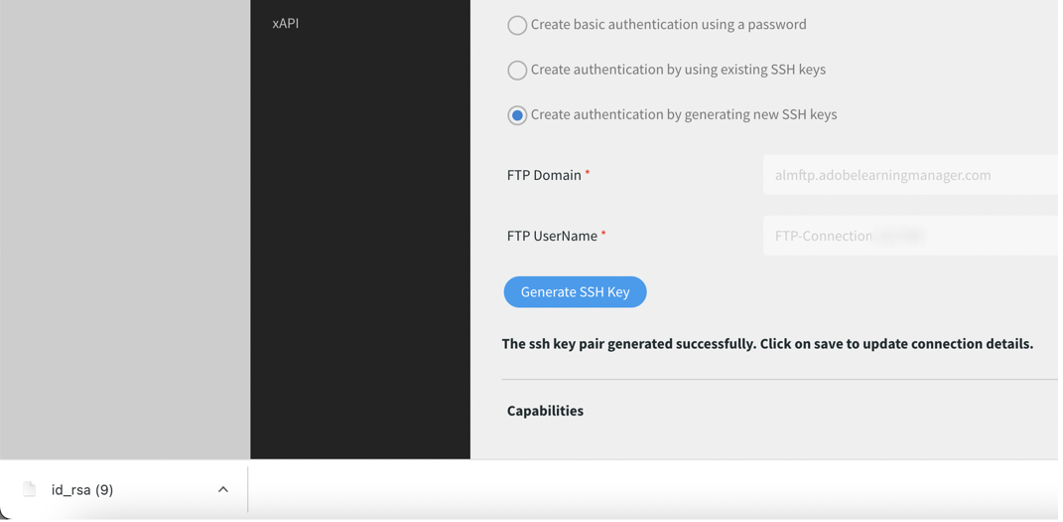 xAPI
Create basic authentication using a password
Create authentication by using existing SSH keys
Create authentication by generating new SSH keys
FTP Domain *
almftp.adobelearningmanager.com
FTP UserName *
FTP-Connection
Generate SSH Key
The ssh key pair generated successfully. Click on save to update connection details.
Capabilities
id_rsa (9)